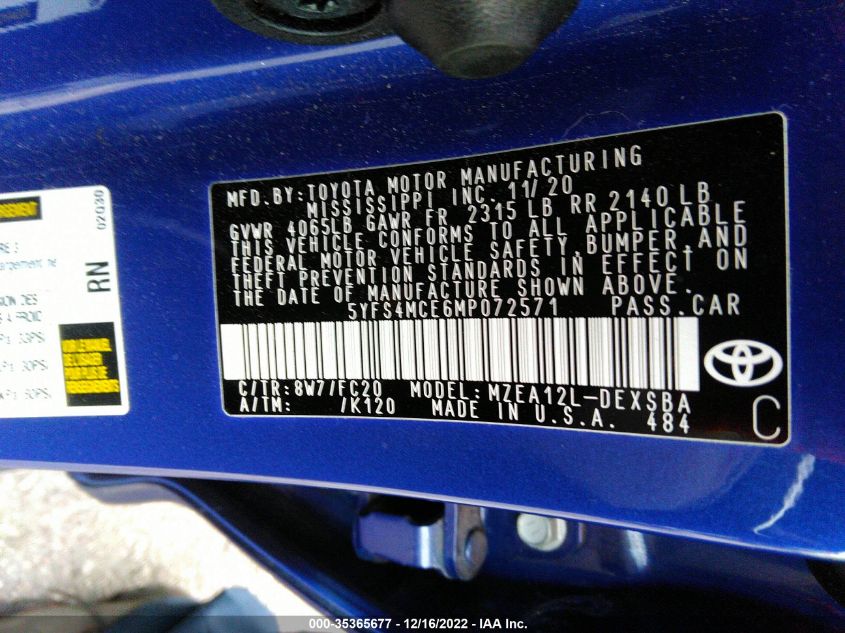 MFD.BY:TOYOTA MOTOR MANUFACTURING
MISSISSIPPI INC. 11/20
GVWR 4065LB GAWR FR 2315 LB RR 2140 LB
THIS VEHICLE CONFORMS TO ALL APPLICABLE
FEDERAL MOTOR VEHICLE SAFETY, BUMPER, AND
THEFT PREVENTION STANDARDS IN EFFECT ON
THE DATE OF MANUFACTURE SHOWN ABOVE.
5YFS4MCE6MP072571 PASS.CAR
C/TR:8W7/FC20 MODEL:MZEA12L-DEXSBA
A/TM: /K120 MADE IN U.S.A. 484
C
RN
02Q30
000-35365677 - 12/16/2022 - IAA Inc.